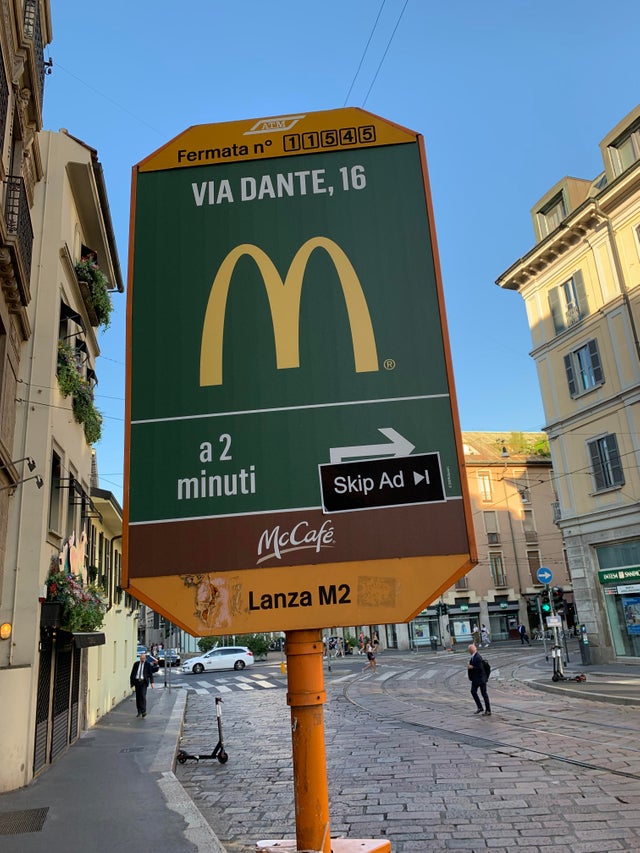 ATM
Fermata n° 11545
VIA DANTE, 16
M
®
a 2
minuti
Skip Ad
McCafé
Lanza M2